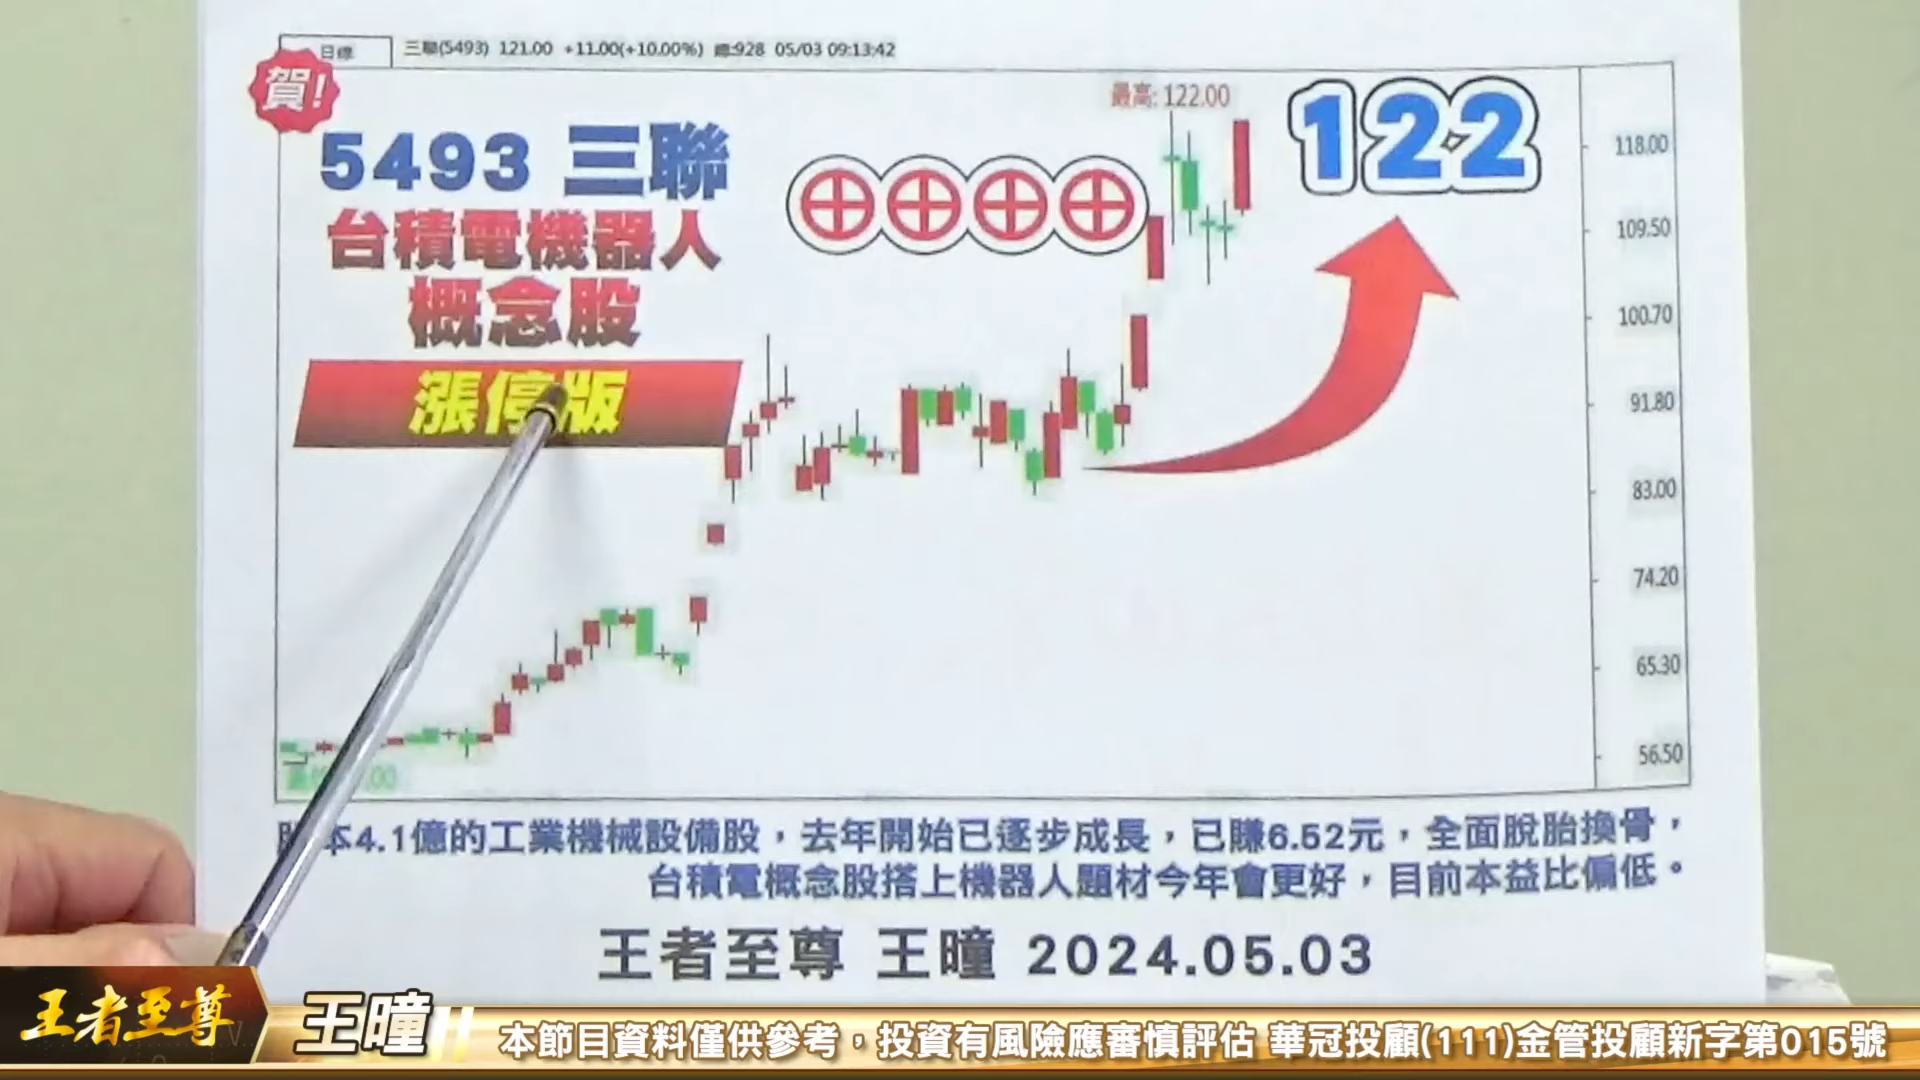 日線 三聯(5493) 121.00 +11.00(+10.00%) 總:928 05/03 09:13:42
賀!
最高: 122.00
122
5493 三聯
台積電機器人
概念股
漲停版
118.00
109.50
100.70
91.80
83.00
74.20
65.30
56.50
本4.1億的工業機械設備股，去年開始已逐步成長，已賺6.52元，全面脫胎換骨，
台積電概念股搭上機器人題材今年會更好，目前本益比偏低。
王者至尊 王曈 2024.05.03
王者至尊 王曈
本節目資料僅供參考，投資有風險應審慎評估 華冠投顧(111)金管投顧新字第015號